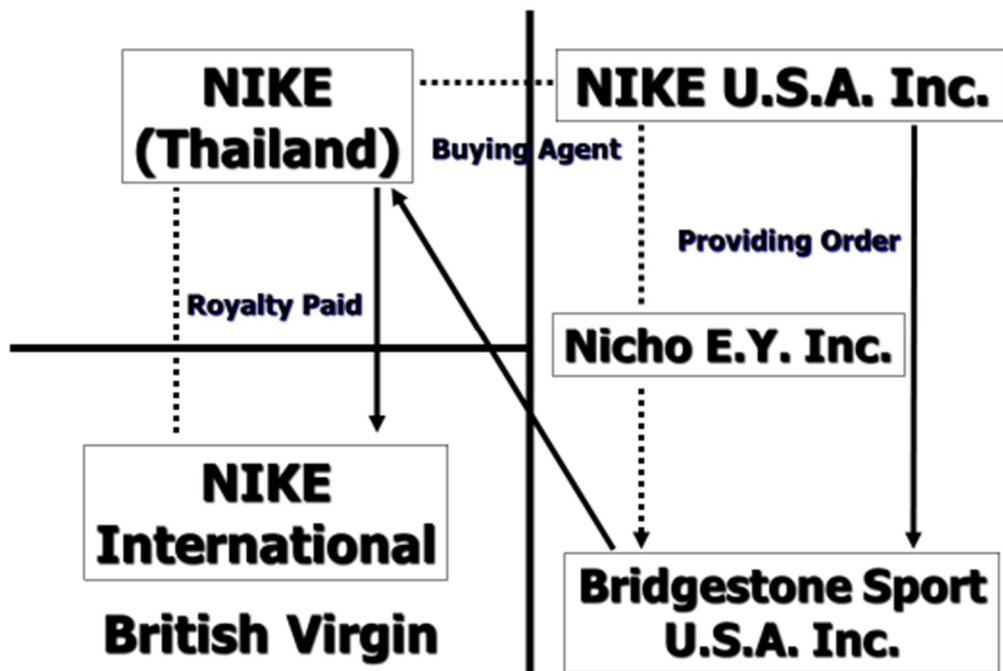 NIKE
(Thailand)
NIKE U.S.A. Inc.
Buying Agent
Providing Order
Royalty Paid
Nicho E.Y. Inc.
NIKE
International
British Virgin
Bridgestone Sport
U.S.A. Inc.